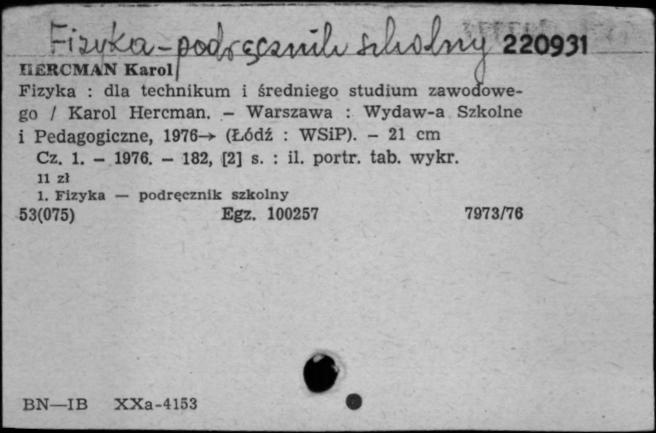 Fizyka - podręcznik szkolny 220931
HERCMAN Karol
Fizyka : dla technikum i średniego studium zawodowe-
go / Karol Hercman. – Warszawa : Wydaw-a Szkolne
i Pedagogiczne, 1976→ (Łódź : WSiP). – 21 cm
Cz. 1. – 1976. – 182, [2] s. : il. portr. tab. wykr.
11 zł
1. Fizyka — podręcznik szkolny
53(075) Egz. 100257 7973/76
BN—IB XXa-4153